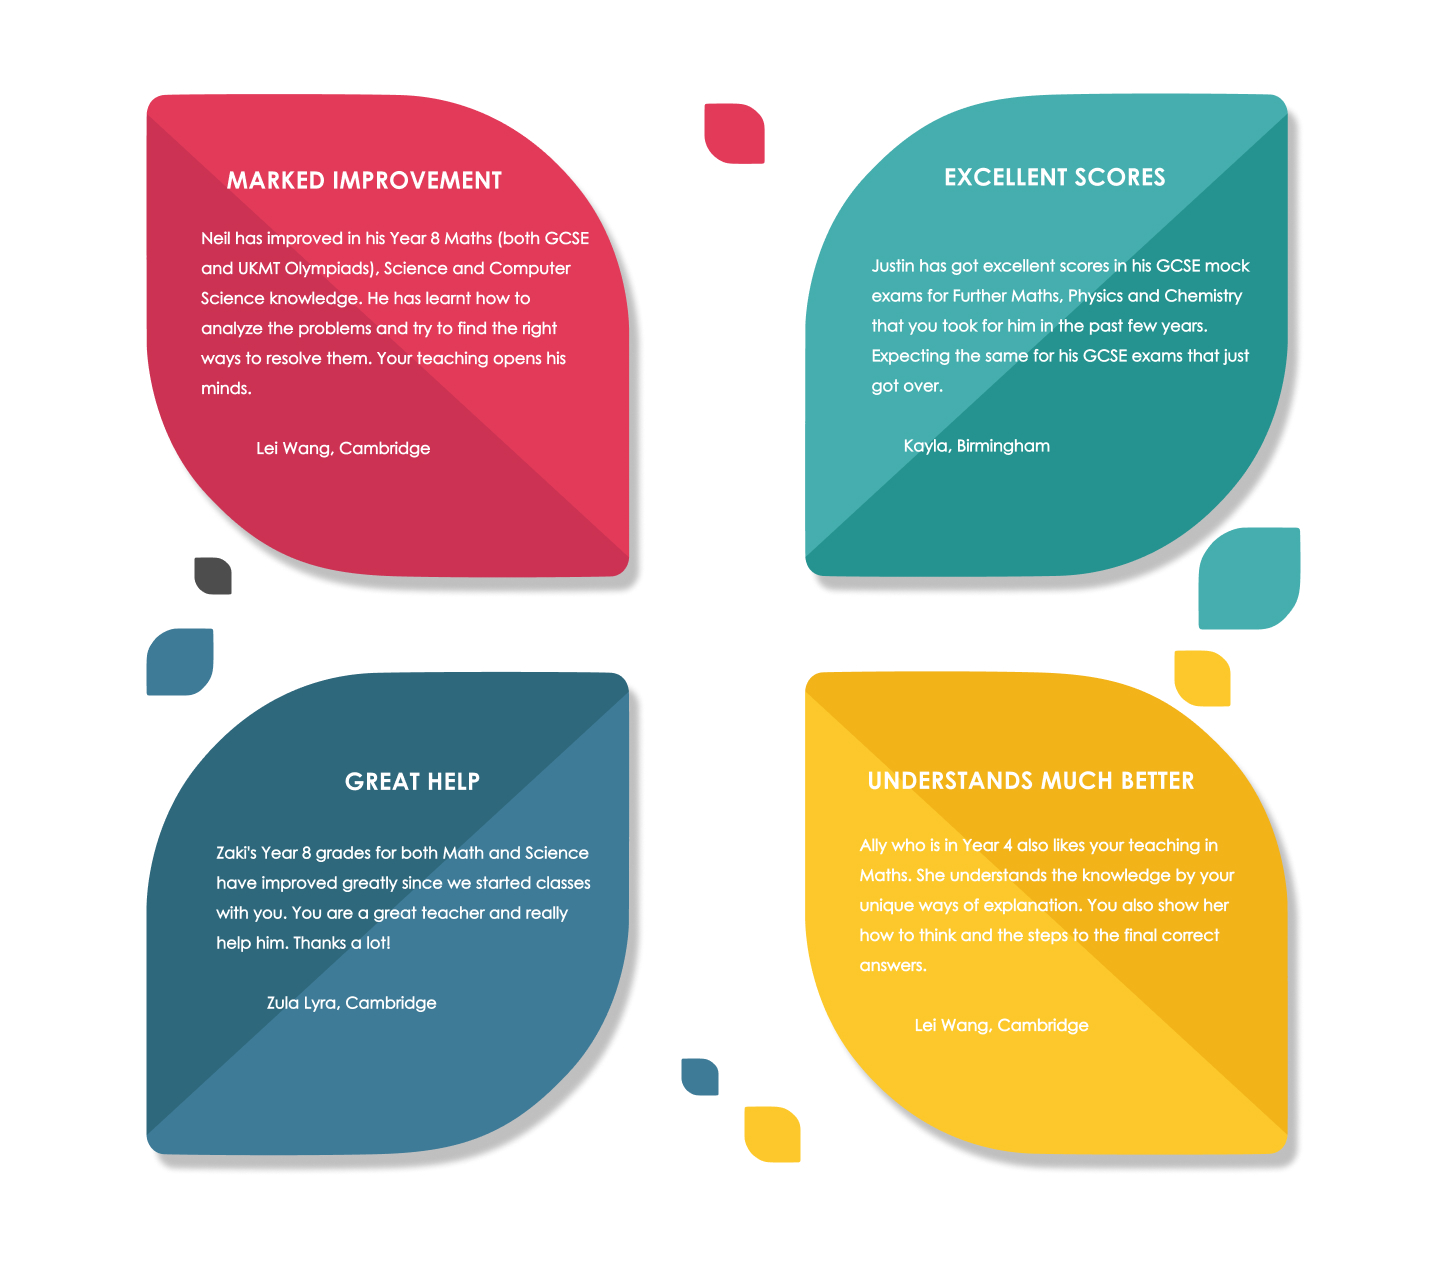 MARKED IMPROVEMENT
Neil has improved in his Year 8 Maths (both GCSE
and UKMT Olympiads), Science and Computer
Science knowledge. He has learnt how to
analyze the problems and try to find the right
ways to resolve them. Your teaching opens his
minds.
Lei Wang, Cambridge
EXCELLENT SCORES
Justin has got excellent scores in his GCSE mock
exams for Further Maths, Physics and Chemistry
that you took for him in the past few years.
Expecting the same for his GCSE exams that just
got over.
Kayla, Birmingham
GREAT HELP
Zaki's Year 8 grades for both Math and Science
have improved greatly since we started classes
with you. You are a great teacher and really
help him. Thanks a lot!
Zula Lyra, Cambridge
UNDERSTANDS MUCH BETTER
Ally who is in Year 4 also likes your teaching in
Maths. She understands the knowledge by your
unique ways of explanation. You also show her
how to think and the steps to the final correct
answers.
Lei Wang, Cambridge